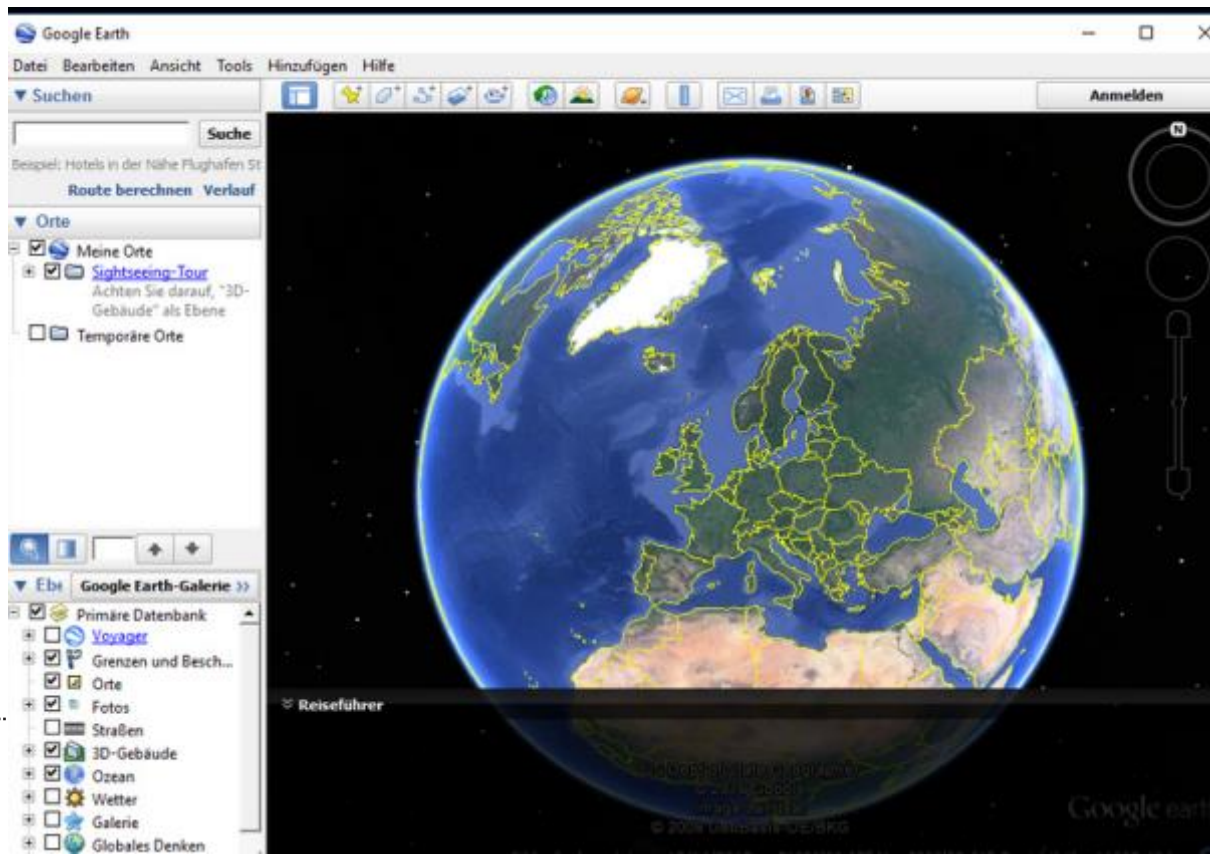 Google Earth
Datei Bearbeiten Ansicht Tools Hinzufügen Hilfe
▼ Suchen
Anmelden
Suche
Beispiel: Hotels in der Nähe Flughafen St
Route berechnen Verlauf
▼ Orte
Meine Orte
Sightseeing-Tour
Achten Sie darauf, "3D-
Gebäude" als Ebene
Temporäre Orte
N
▼ Ebe Google Earth-Galerie >>
Primäre Datenbank
Voyager
Grenzen und Besch...
Orte
Fotos
Straßen
3D-Gebäude
Ozean
Wetter
Galerie
Globales Denken
Reiseführer
Google earth
© 2009 GeoBasis-DE/BKG